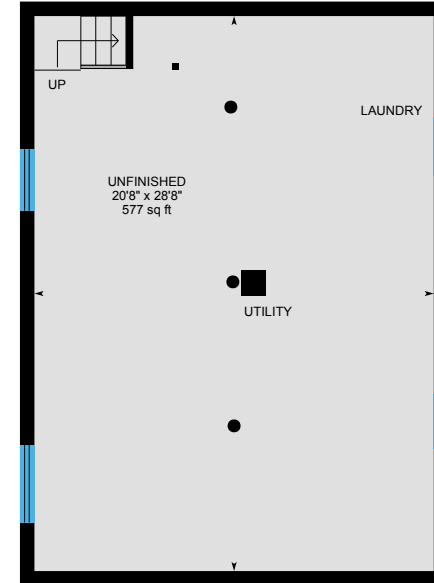 UP
LAUNDRY
UNFINISHED
20'8" x 28'8"
577 sq ft
UTILITY